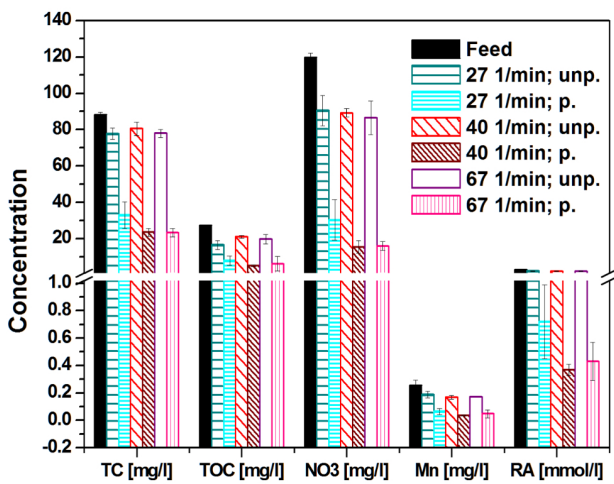 140
120
100
80
60
40
20
1.0
0.8
0.6
0.4
0.2
0.0
-0.2
Concentration
Feed
27 1/min; unp.
27 1/min; p.
40 1/min; unp.
40 1/min; p.
67 1/min; unp.
67 1/min; p.
TC [mg/l] TOC [mg/l] NO3 [mg/l] Mn [mg/l] RA [mmol/l]